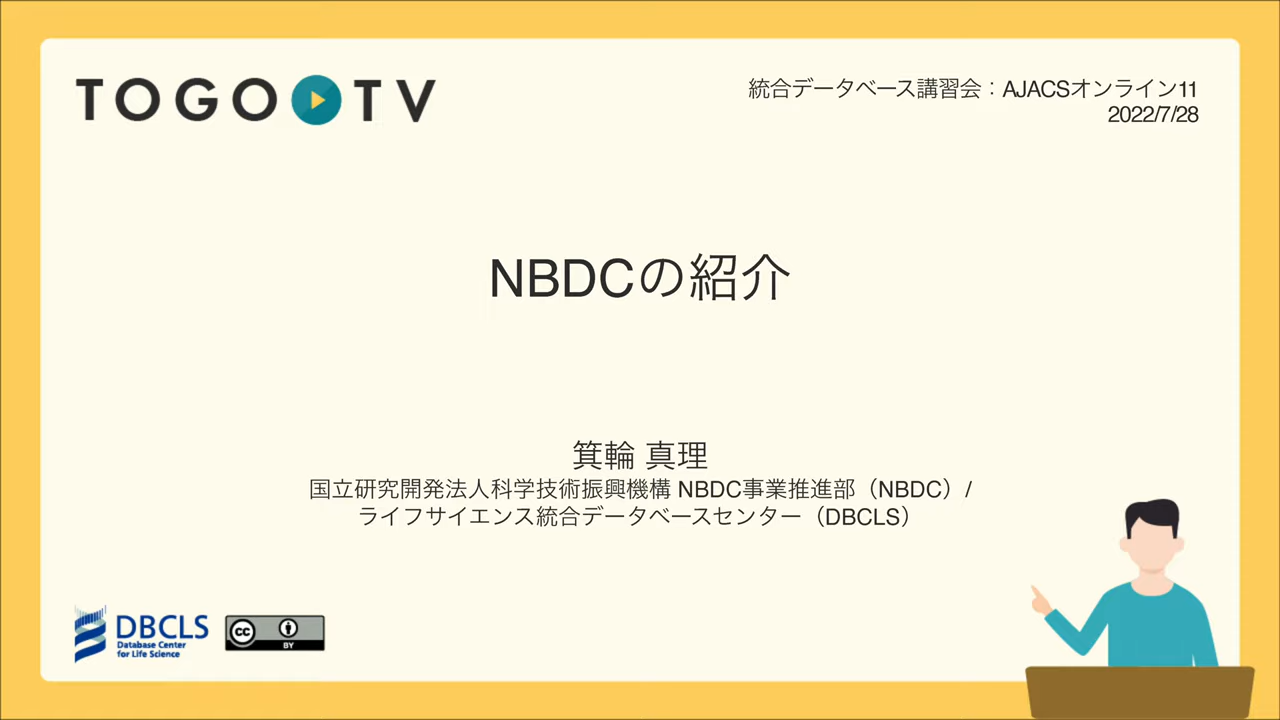 TOGO TV
統合データベース講習会：AJACSオンライン11
2022/7/28
NBDCの紹介
箕輪 真理
国立研究開発法人科学技術振興機構 NBDC事業推進部（NBDC）/
ライフサイエンス統合データベースセンター（DBCLS）
DBCLS
Database Center
for Life Science
cc
BY